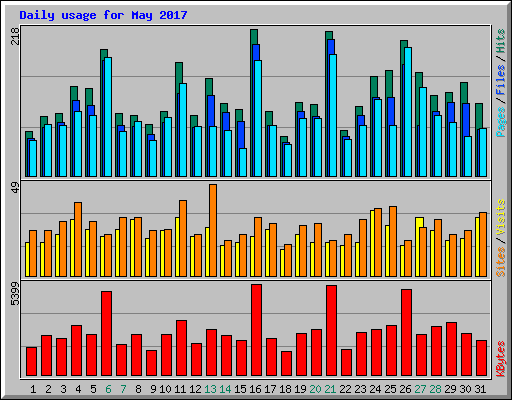 Daily usage for May 2017
218
Pages / Files / Hits
49
Sites / Visits
5399
KBytes
1 2 3 4 5 6 7 8 9 10 11 12 13 14 15 16 17 18 19 20 21 22 23 24 25 26 27 28 29 30 31